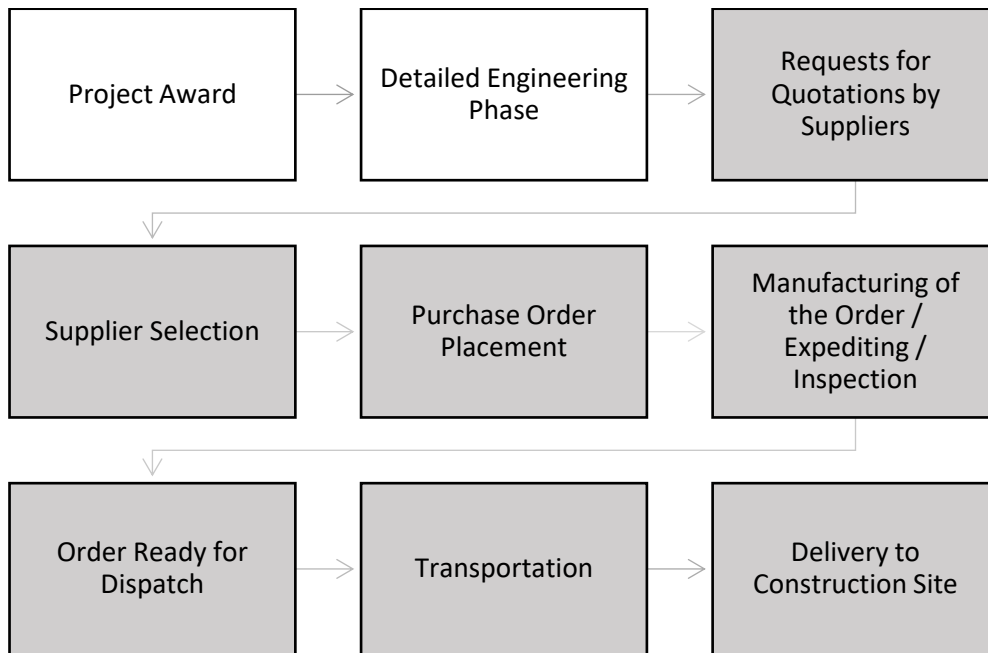 Project Award
Detailed Engineering
Phase
Requests for
Quotations by
Suppliers
Supplier Selection
Purchase Order
Placement
Manufacturing of
the Order /
Expediting /
Inspection
Order Ready for
Dispatch
Transportation
Delivery to
Construction Site